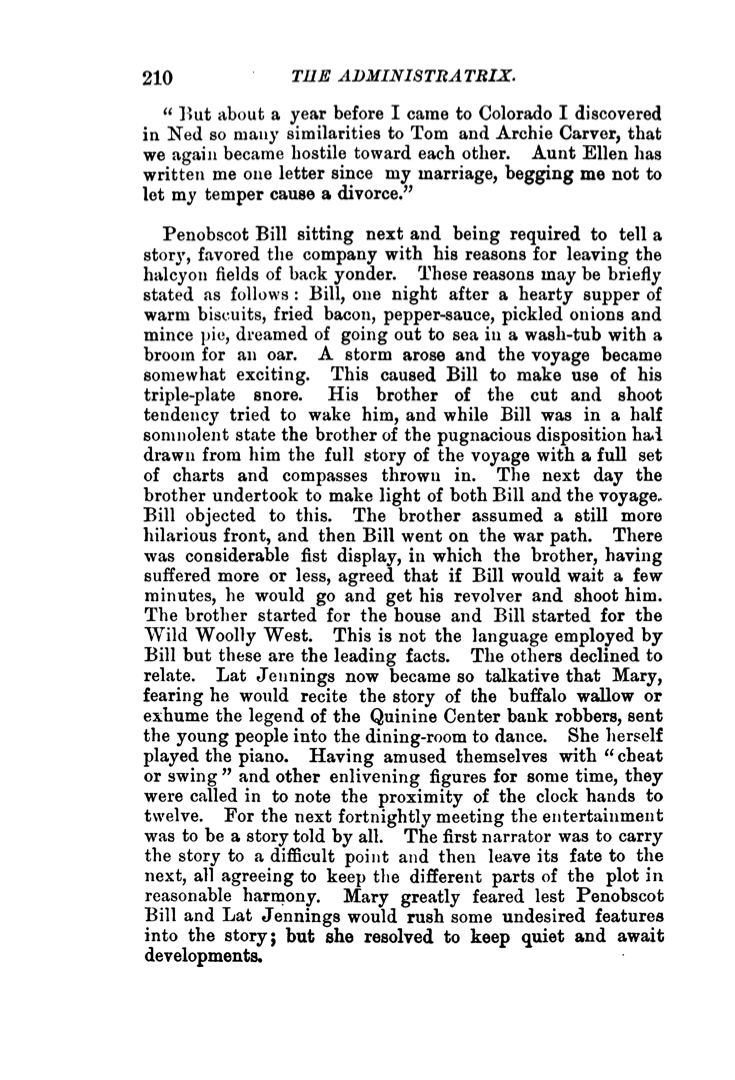 210 THE ADMINISTRATRIX.
“ But about a year before I came to Colorado I discovered
in Ned so many similarities to Tom and Archie Carver, that
we again became hostile toward each other. Aunt Ellen has
written me one letter since my marriage, begging me not to
let my temper cause a divorce.”
Penobscot Bill sitting next and being required to tell a
story, favored the company with his reasons for leaving the
halcyon fields of back yonder. These reasons may be briefly
stated as follows : Bill, one night after a hearty supper of
warm biscuits, fried bacon, pepper-sauce, pickled onions and
mince pie, dreamed of going out to sea in a wash-tub with a
broom for an oar. A storm arose and the voyage became
somewhat exciting. This caused Bill to make use of his
triple-plate snore. His brother of the cut and shoot
tendency tried to wake him, and while Bill was in a half
somnolent state the brother of the pugnacious disposition had
drawn from him the full story of the voyage with a full set
of charts and compasses thrown in. The next day the
brother undertook to make light of both Bill and the voyage.
Bill objected to this. The brother assumed a still more
hilarious front, and then Bill went on the war path. There
was considerable fist display, in which the brother, having
suffered more or less, agreed that if Bill would wait a few
minutes, he would go and get his revolver and shoot him.
The brother started for the house and Bill started for the
Wild Woolly West. This is not the language employed by
Bill but these are the leading facts. The others declined to
relate. Lat Jennings now became so talkative that Mary,
fearing he would recite the story of the buffalo wallow or
exhume the legend of the Quinine Center bank robbers, sent
the young people into the dining-room to dance. She herself
played the piano. Having amused themselves with “ cheat
or swing ” and other enlivening figures for some time, they
were called in to note the proximity of the clock hands to
twelve. For the next fortnightly meeting the entertainment
was to be a story told by all. The first narrator was to carry
the story to a difficult point and then leave its fate to the
next, all agreeing to keep the different parts of the plot in
reasonable harmony. Mary greatly feared lest Penobscot
Bill and Lat Jennings would rush some undesired features
into the story; but she resolved to keep quiet and await
developments.